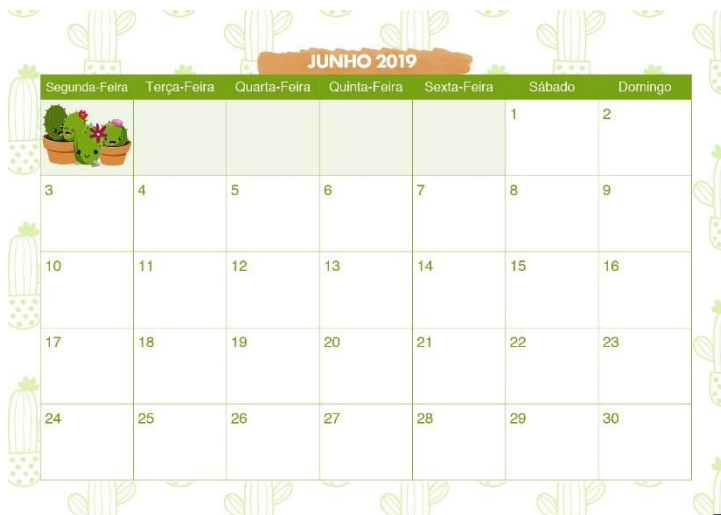 JUNHO 2019
Segunda-Feira Terça-Feira Quarta-Feira Quinta-Feira Sexta-Feira Sábado Domingo
1 2
3 4 5 6 7 8 9
10 11 12 13 14 15 16
17 18 19 20 21 22 23
24 25 26 27 28 29 30